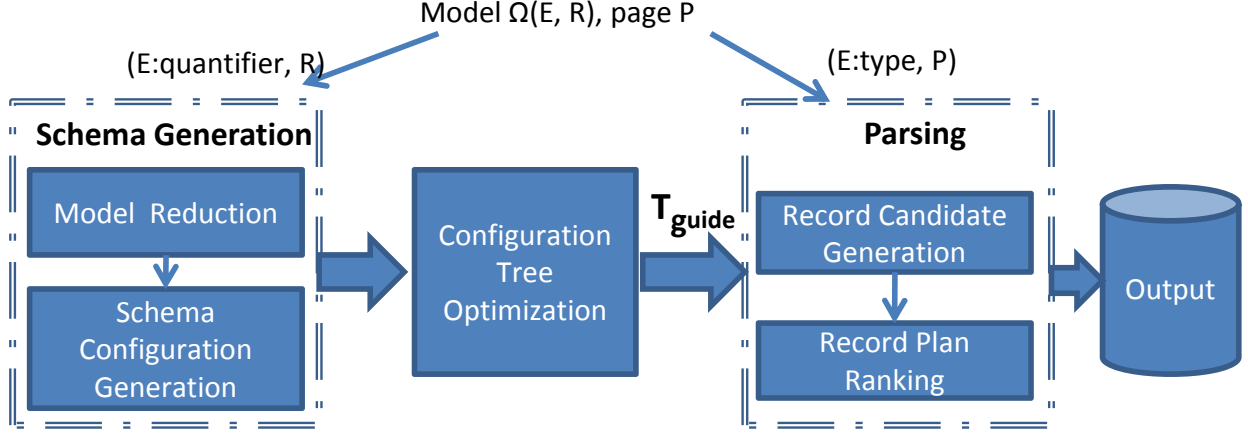 Model Ω(E, R), page P
(E:quantifier, R)
(E:type, P)
Schema Generation
Model Reduction
Schema
Configuration
Generation
Configuration
Tree
Optimization
Tguide
Parsing
Record Candidate
Generation
Record Plan
Ranking
Output